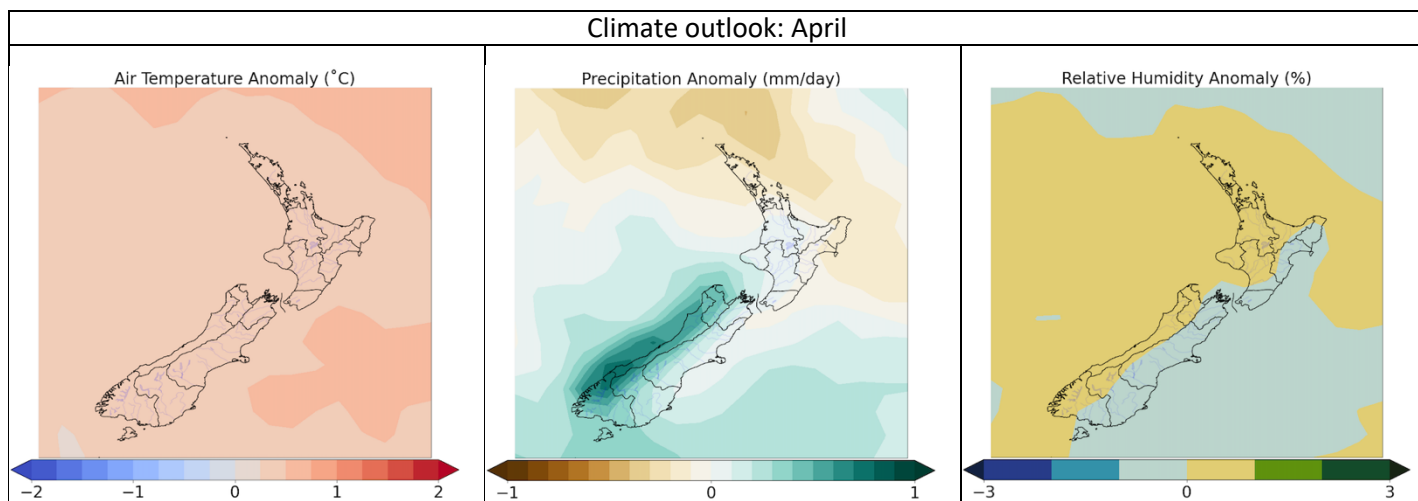 Climate outlook: April
Air Temperature Anomaly (˚C)
Precipitation Anomaly (mm/day)
Relative Humidity Anomaly (%)
−2 −1 0 1 2
−1 0 1
−3 0 3